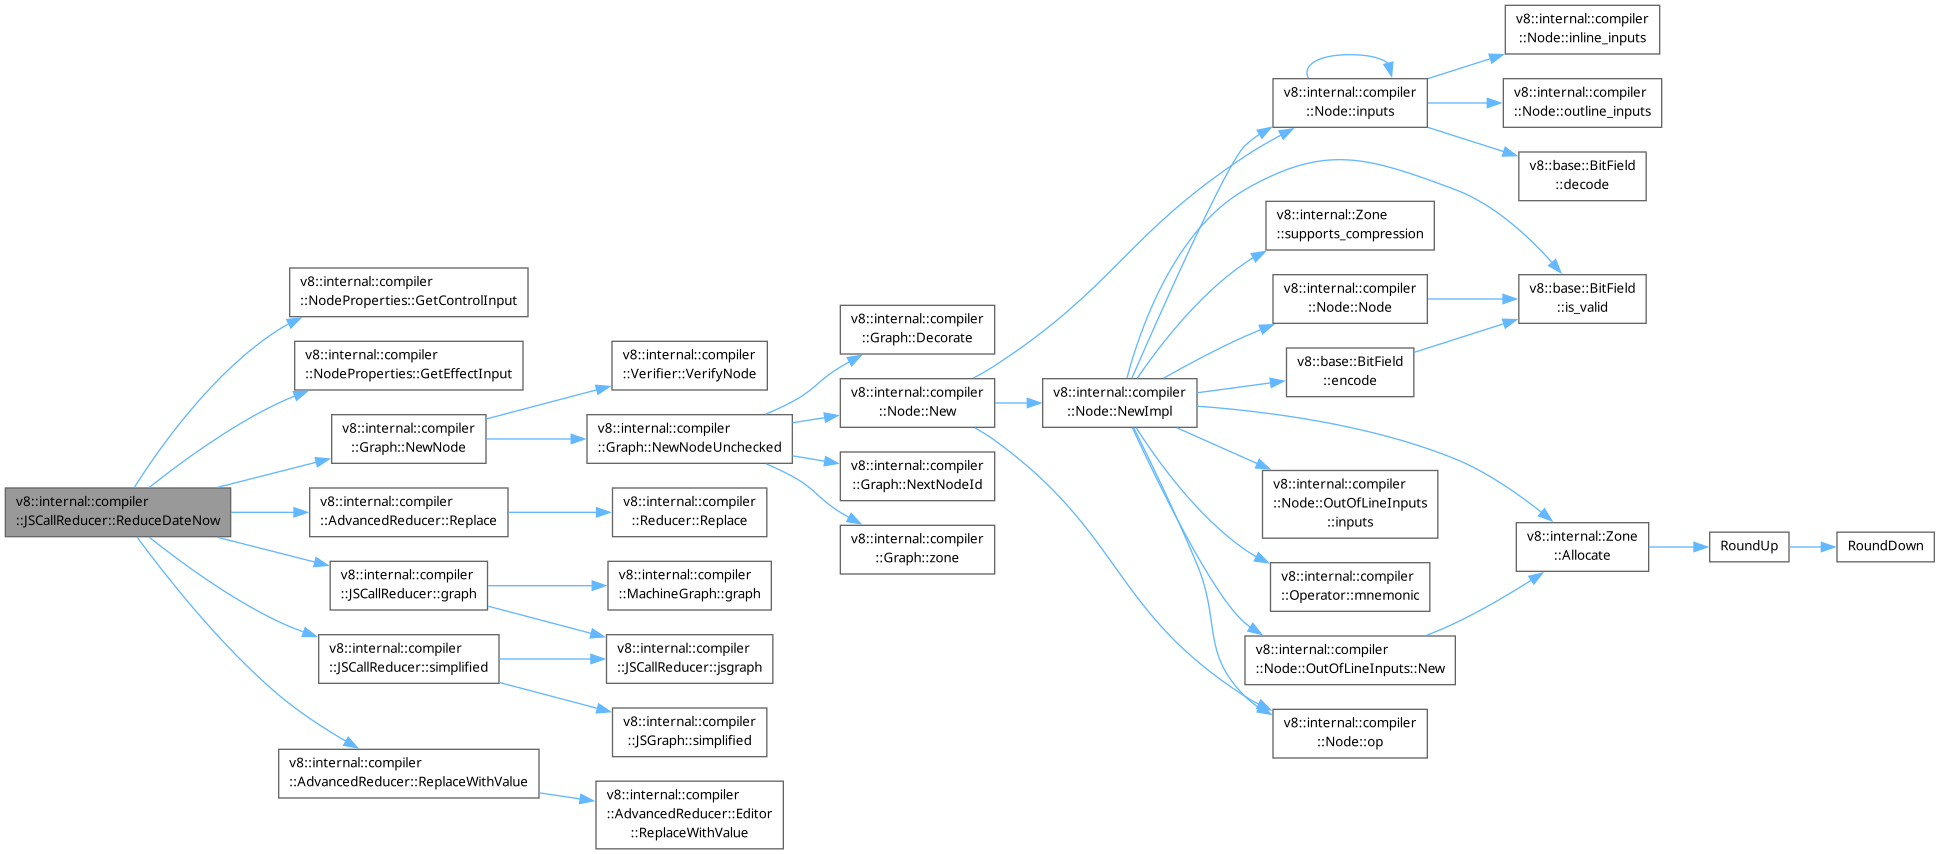 v8::internal::compiler
::JSCallReducer::ReduceDateNow
v8::internal::compiler
::NodeProperties::GetControlInput
v8::internal::compiler
::NodeProperties::GetEffectInput
v8::internal::compiler
::Graph::NewNode
v8::internal::compiler
::AdvancedReducer::Replace
v8::internal::compiler
::JSCallReducer::graph
v8::internal::compiler
::JSCallReducer::simplified
v8::internal::compiler
::AdvancedReducer::ReplaceWithValue
v8::internal::compiler
::Verifier::VerifyNode
v8::internal::compiler
::Graph::NewNodeUnchecked
v8::internal::compiler
::Reducer::Replace
v8::internal::compiler
::MachineGraph::graph
v8::internal::compiler
::JSCallReducer::jsgraph
v8::internal::compiler
::JSGraph::simplified
v8::internal::compiler
::AdvancedReducer::Editor
::ReplaceWithValue
v8::internal::compiler
::Graph::Decorate
v8::internal::compiler
::Node::New
v8::internal::compiler
::Graph::NextNodeId
v8::internal::compiler
::Graph::zone
v8::internal::compiler
::Node::NewImpl
v8::internal::compiler
::Node::inputs
v8::internal::Zone
::supports_compression
v8::internal::compiler
::Node::Node
v8::base::BitField
::encode
v8::internal::compiler
::Node::OutOfLineInputs
::inputs
v8::internal::compiler
::Operator::mnemonic
v8::internal::compiler
::Node::OutOfLineInputs::New
v8::internal::compiler
::Node::op
v8::internal::compiler
::Node::inline_inputs
v8::internal::compiler
::Node::outline_inputs
v8::base::BitField
::decode
v8::base::BitField
::is_valid
v8::internal::Zone
::Allocate
RoundUp
RoundDown